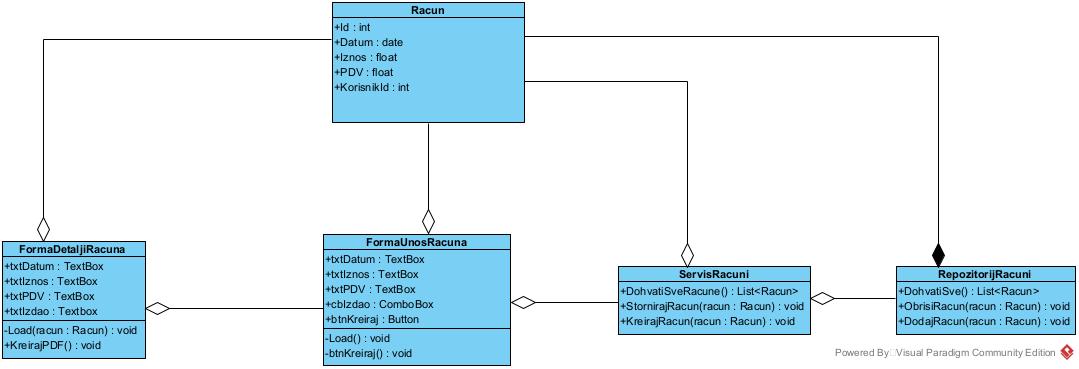 Racun
+Id : int
+Datum : date
+Iznos : float
+PDV : float
+KorisnikId : int
FormaDetaljiRacuna
+txtDatum : TextBox
+txtIznos : TextBox
+txtPDV : TextBox
+txtIzdao : Textbox
-Load(racun : Racun) : void
+KreirajPDF() : void
FormaUnosRacuna
+txtDatum : TextBox
+txtIznos : TextBox
+txtPDV : TextBox
+cbIzdao : ComboBox
+btnKreiraj : Button
-Load() : void
-btnKreiraj() : void
ServisRacuni
+DohvatiSveRacune() : List<Racun>
+StornirajRacun(racun : Racun) : void
+KreirajRacun(racun : Racun) : void
RepozitorijRacuni
+DohvatiSve() : List<Racun>
+ObrisiRacun(racun : Racun) : void
+DodajRacun(racun : Racun) : void
Powered By Visual Paradigm Community Edition